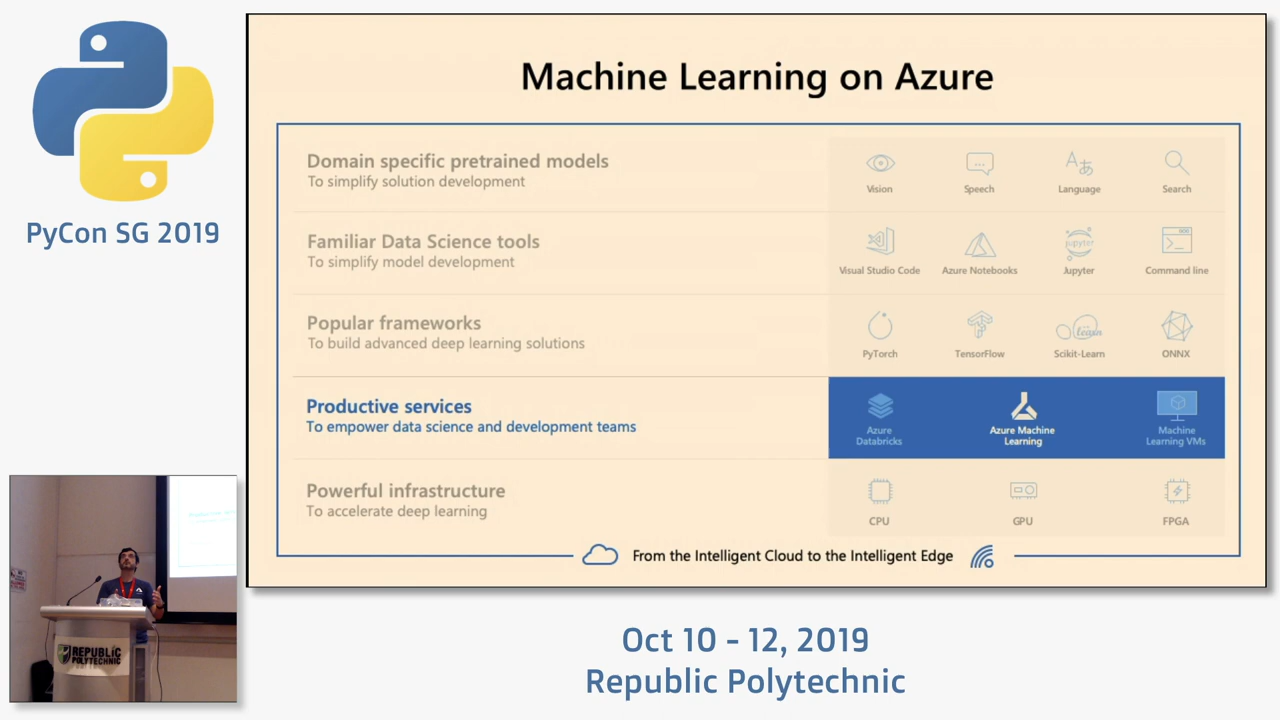 PyCon SG 2019
Machine Learning on Azure
Domain specific pretrained models
To simplify solution development
Vision
Speech
Language
Search
Familiar Data Science tools
To simplify model development
Visual Studio Code
Azure Notebooks
jupyter
Jupyter
Command line
Popular frameworks
To build advanced deep learning solutions
PyTorch
TensorFlow
learn
Scikit-Learn
ONNX
Productive services
To empower data science and development teams
Azure
Databricks
Azure Machine
Learning
Machine
Learning VMs
Powerful infrastructure
To accelerate deep learning
CPU
GPU
FPGA
From the Intelligent Cloud to the Intelligent Edge
REPUBLIC
POLYTECHNIC
Oct 10 - 12, 2019
Republic Polytechnic